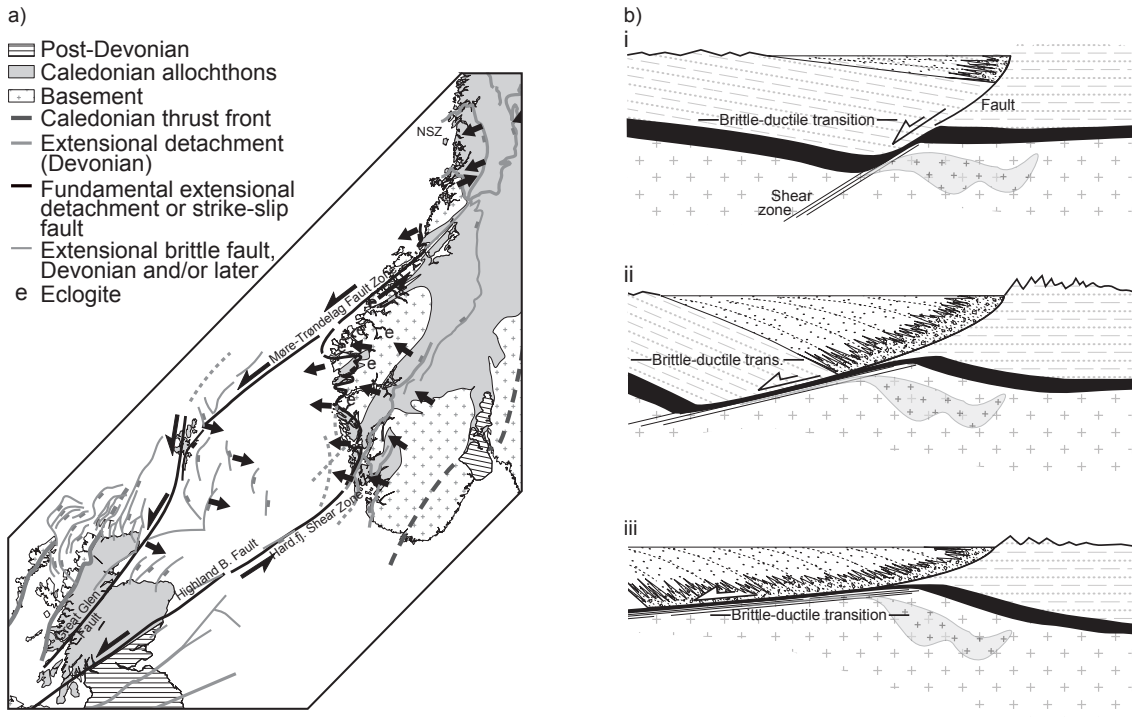 a)
Post-Devonian
Caledonian allochthons
Basement
Caledonian thrust front
Extensional detachment
(Devonian)
Fundamental extensional
detachment or strike-slip
fault
Extensional brittle fault,
Devonian and/or later
e Eclogite
NSZ
Møre-Trøndelag Fault Zone
e
e
e
Hard.fj. Shear Zone
Highland B. Fault
Great Glen
Fault
b)
i
Fault
Brittle-ductile transition
Shear
zone
ii
Brittle-ductile trans.
iii
Brittle-ductile transition